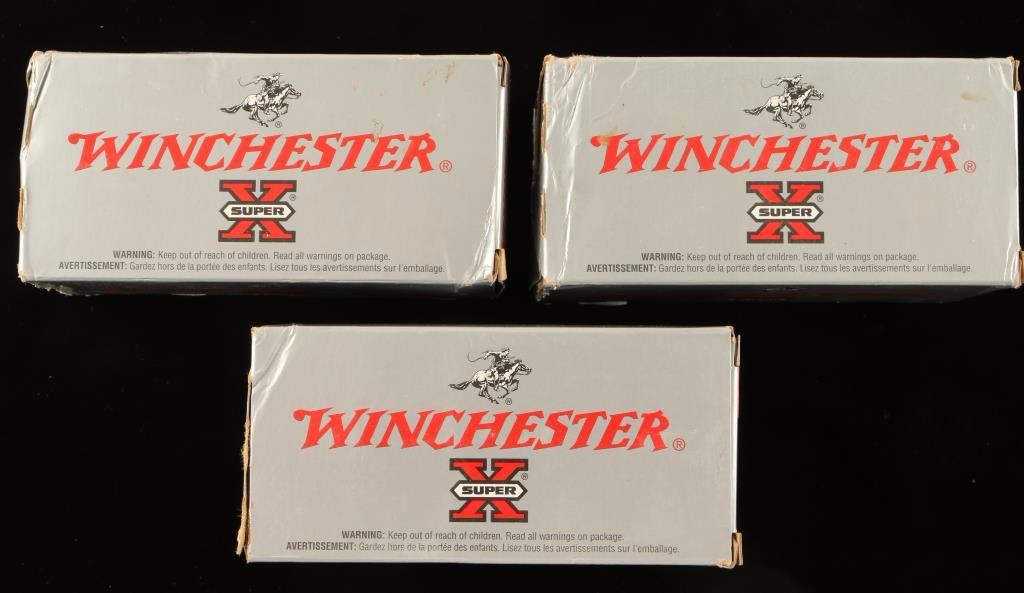 WINCHESTER®
SUPER X®
WARNING: Keep out of reach of children. Read all warnings on package.
AVERTISSEMENT: Gardez hors de la portée des enfants. Lisez tous les avertissements sur l'emballage.
WINCHESTER®
SUPER X®
WARNING: Keep out of reach of children. Read all warnings on package.
AVERTISSEMENT: Gardez hors de la portée des enfants. Lisez tous les avertissements sur l'emballage.
WINCHESTER®
SUPER X®
WARNING: Keep out of reach of children. Read all warnings on package.
AVERTISSEMENT: Gardez hors de la portée des enfants. Lisez tous les avertissements sur l'emballage.